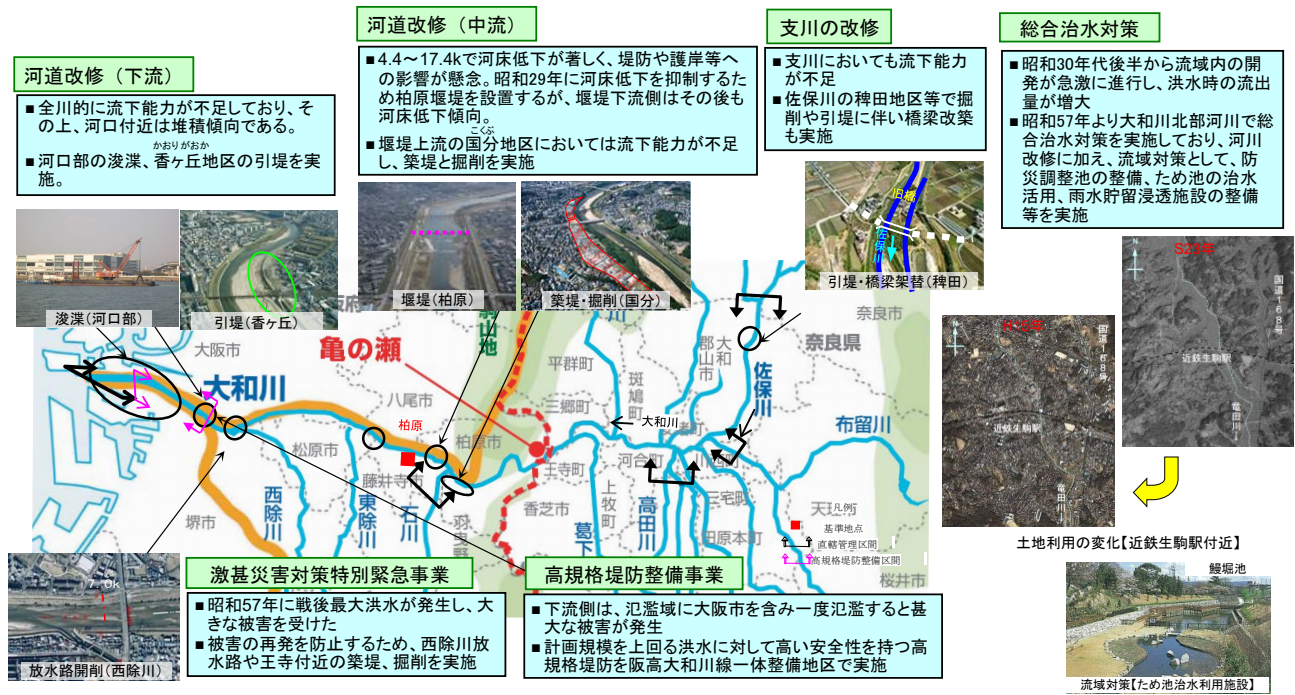 河道改修（下流）
■全川的に流下能力が不足しており、そ
の上、河口付近は堆積傾向である。
かおりがおか
■河口部の浚渫、香ヶ丘地区の引堤を実
施。
河道改修（中流）
■4.4～17.4kで河床低下が著しく、堤防や護岸等へ
の影響が懸念。昭和29年に河床低下を抑制するた
め柏原堰堤を設置するが、堰堤下流側はその後も
河床低下傾向。
こくぶ
■堰堤上流の国分地区においては流下能力が不足
し、築堤と掘削を実施
支川の改修
■支川においても流下能力
が不足
■佐保川の稗田地区等で掘
削や引堤に伴い橋梁改築
も実施
総合治水対策
■昭和30年代後半から流域内の開
発が急激に進行し、洪水時の流出
量が増大
■昭和57年より大和川北部河川で総
合治水対策を実施しており、河川
改修に加え、流域対策として、防
災調整池の整備、ため池の治水
活用、雨水貯留浸透施設の整備
等を実施
浚渫（河口部）
引堤（香ヶ丘）
堰堤（柏原）
築堤・掘削（国分）
旧橋
佐保川
引堤・橋梁架替（稗田）
S23年
N
国道168号
近鉄生駒駅
竜田川
H15年
N
国道168号
近鉄生駒駅
竜田川
土地利用の変化【近鉄生駒駅付近】
鰻堀池
流域対策【ため池治水利用施設】
大阪市
大和川
亀の瀬
八尾市
柏原
柏原市
松原市
藤井寺市
堺市
西除川
東除川
石川
平群町
三郷町
斑鳩町
大和郡山市
奈良市
奈良県
佐保川
大和川
布留川
王寺町
河合町
川西町
三宅町
香芝市
上牧町
葛下
高田川
田原本町
桜井市
凡例
基準地点
直轄管理区間
高規格堤防整備区間
7.0k
放水路開削（西除川）
激甚災害対策特別緊急事業
■昭和57年に戦後最大洪水が発生し、大
きな被害を受けた
■被害の再発を防止するため、西除川放
水路や王寺付近の築堤、掘削を実施
高規格堤防整備事業
■下流側は、氾濫域に大阪市を含み一度氾濫すると甚
大な被害が発生
■計画規模を上回る洪水に対して高い安全性を持つ高
規格堤防を阪高大和川線一体整備地区で実施